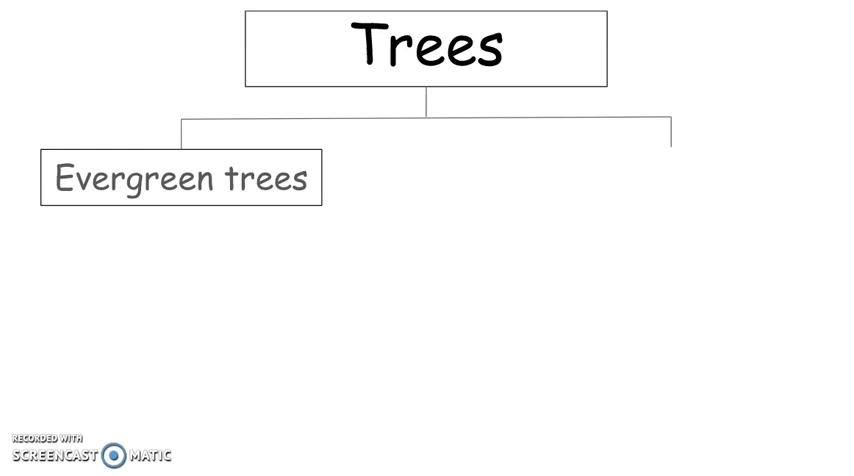 Trees
Evergreen trees
RECORDED WITH
SCREENCAST MATIC